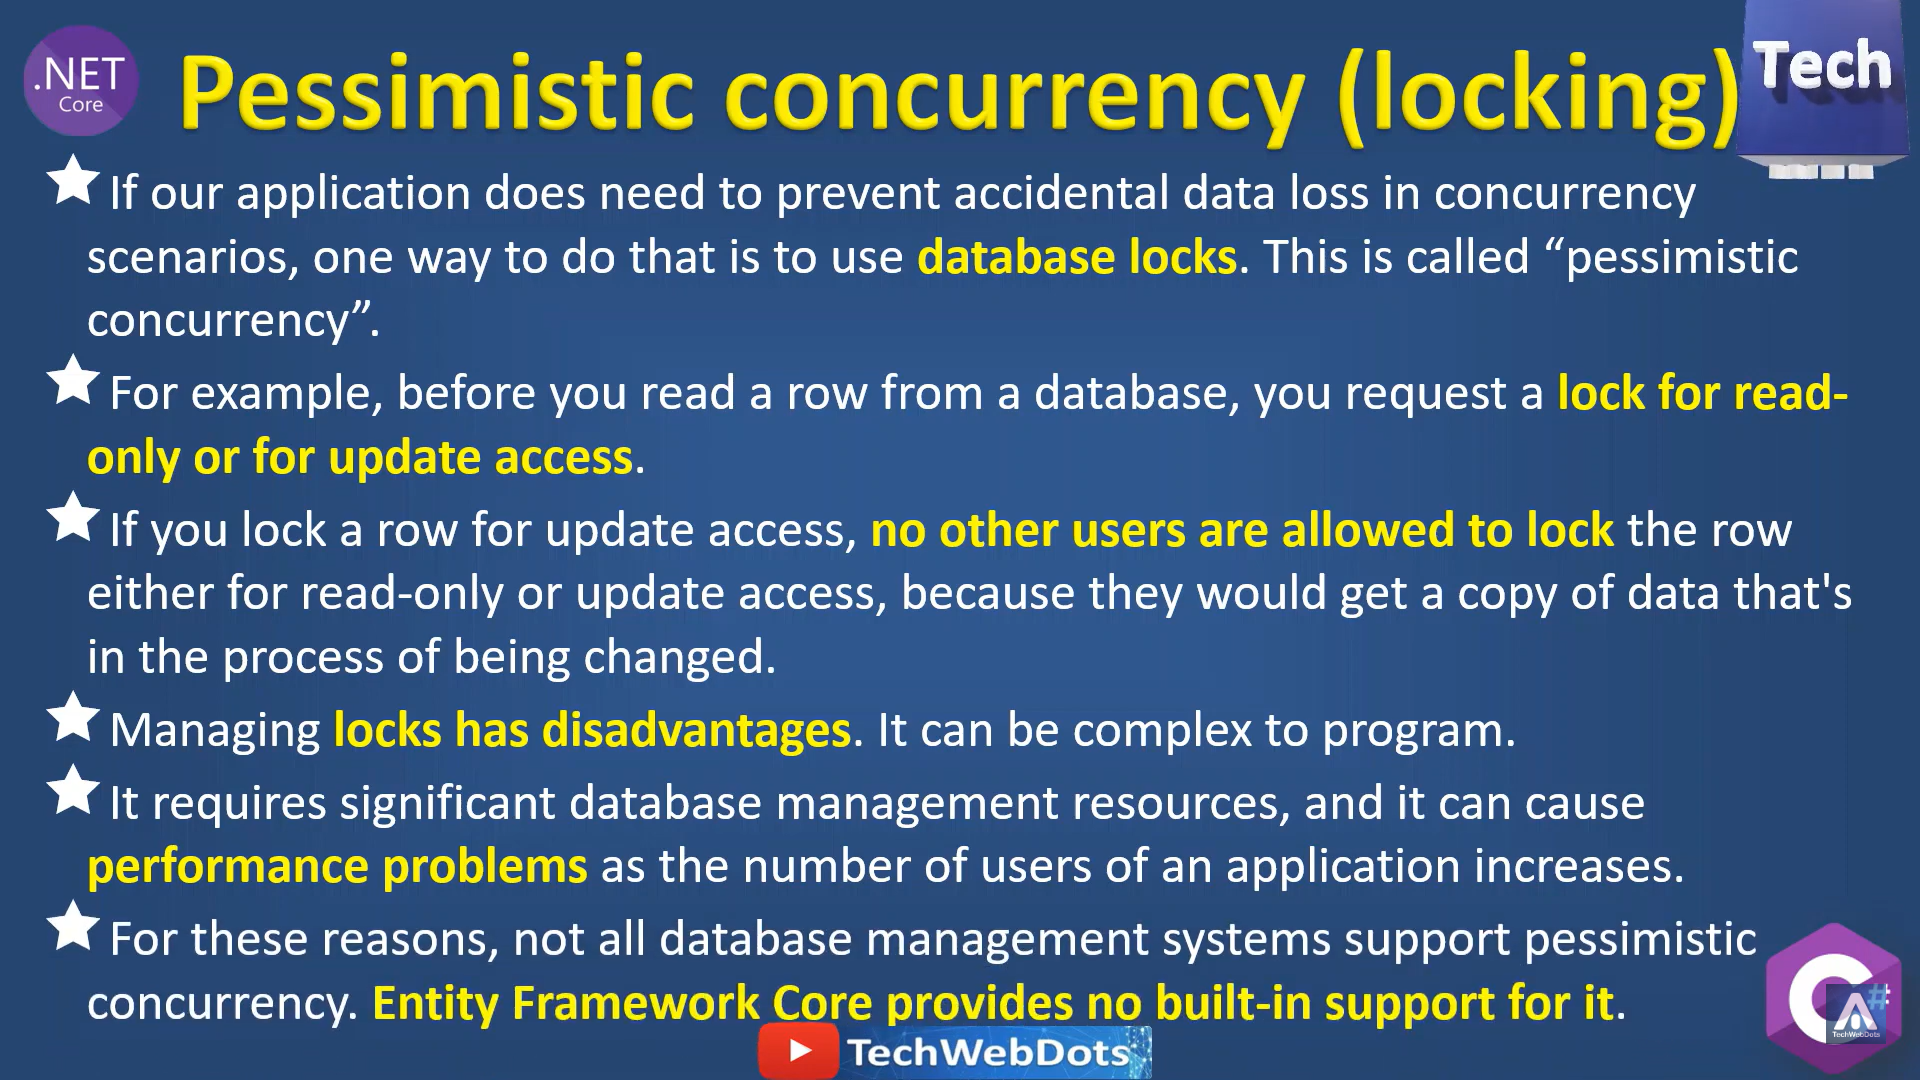 .NET
Core
Pessimistic concurrency (locking)
Tech
If our application does need to prevent accidental data loss in concurrency
scenarios, one way to do that is to use database locks. This is called “pessimistic
concurrency”.
For example, before you read a row from a database, you request a lock for read-
only or for update access.
If you lock a row for update access, no other users are allowed to lock the row
either for read-only or update access, because they would get a copy of data that's
in the process of being changed.
Managing locks has disadvantages. It can be complex to program.
It requires significant database management resources, and it can cause
performance problems as the number of users of an application increases.
For these reasons, not all database management systems support pessimistic
concurrency. Entity Framework Core provides no built-in support for it.
C#
TechWebDots
TechWebDots